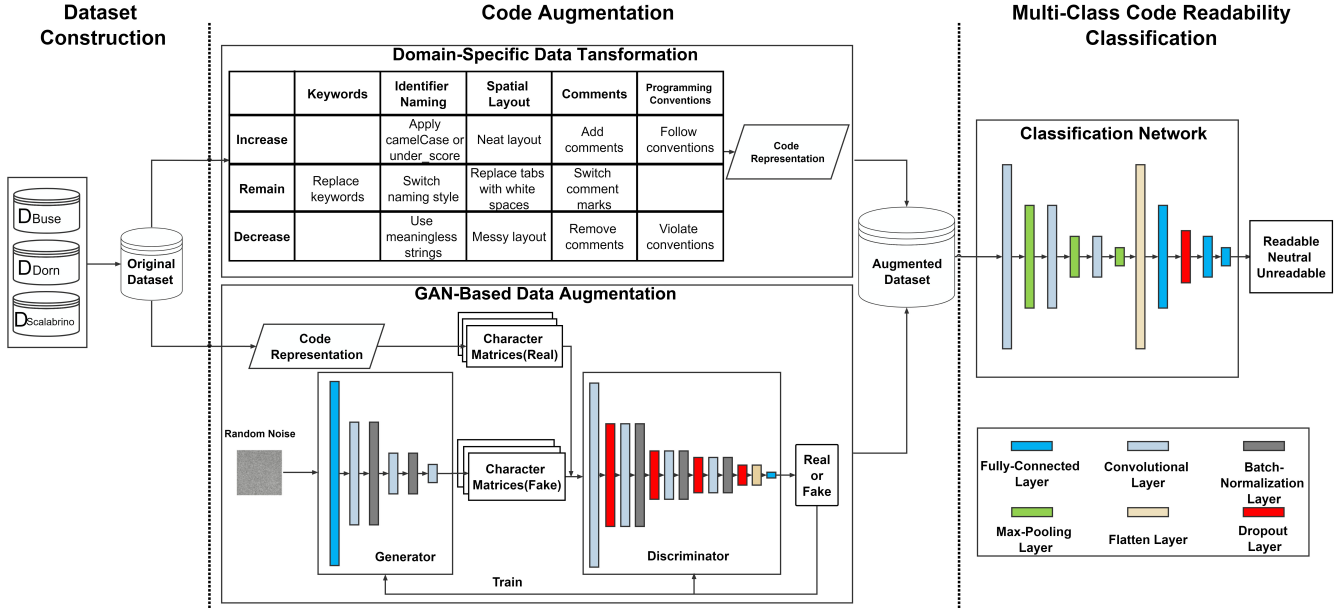 Dataset
Construction
Code Augmentation
Multi-Class Code Readability
Classification
D Buse
D Dorn
D Scalabrino
Original
Dataset
Domain-Specific Data Tansformation
Keywords
Identifier
Naming
Spatial
Layout
Comments
Programming
Conventions
Increase
Apply
camelCase or
under_score
Neat layout
Add
comments
Follow
conventions
Remain
Replace
keywords
Switch
naming style
Replace tabs
with white
spaces
Switch
comment
marks
Decrease
Use
meaningless
strings
Messy layout
Remove
comments
Violate
conventions
Code
Representation
GAN-Based Data Augmentation
Code
Representation
Character
Matrices(Real)
Random Noise
Generator
Character
Matrices(Fake)
Discriminator
Real
or
Fake
Train
Augmented
Dataset
Classification Network
Readable
Neutral
Unreadable
Fully-Connected
Layer
Convolutional
Layer
Batch-
Normalization
Layer
Max-Pooling
Layer
Flatten Layer
Dropout
Layer